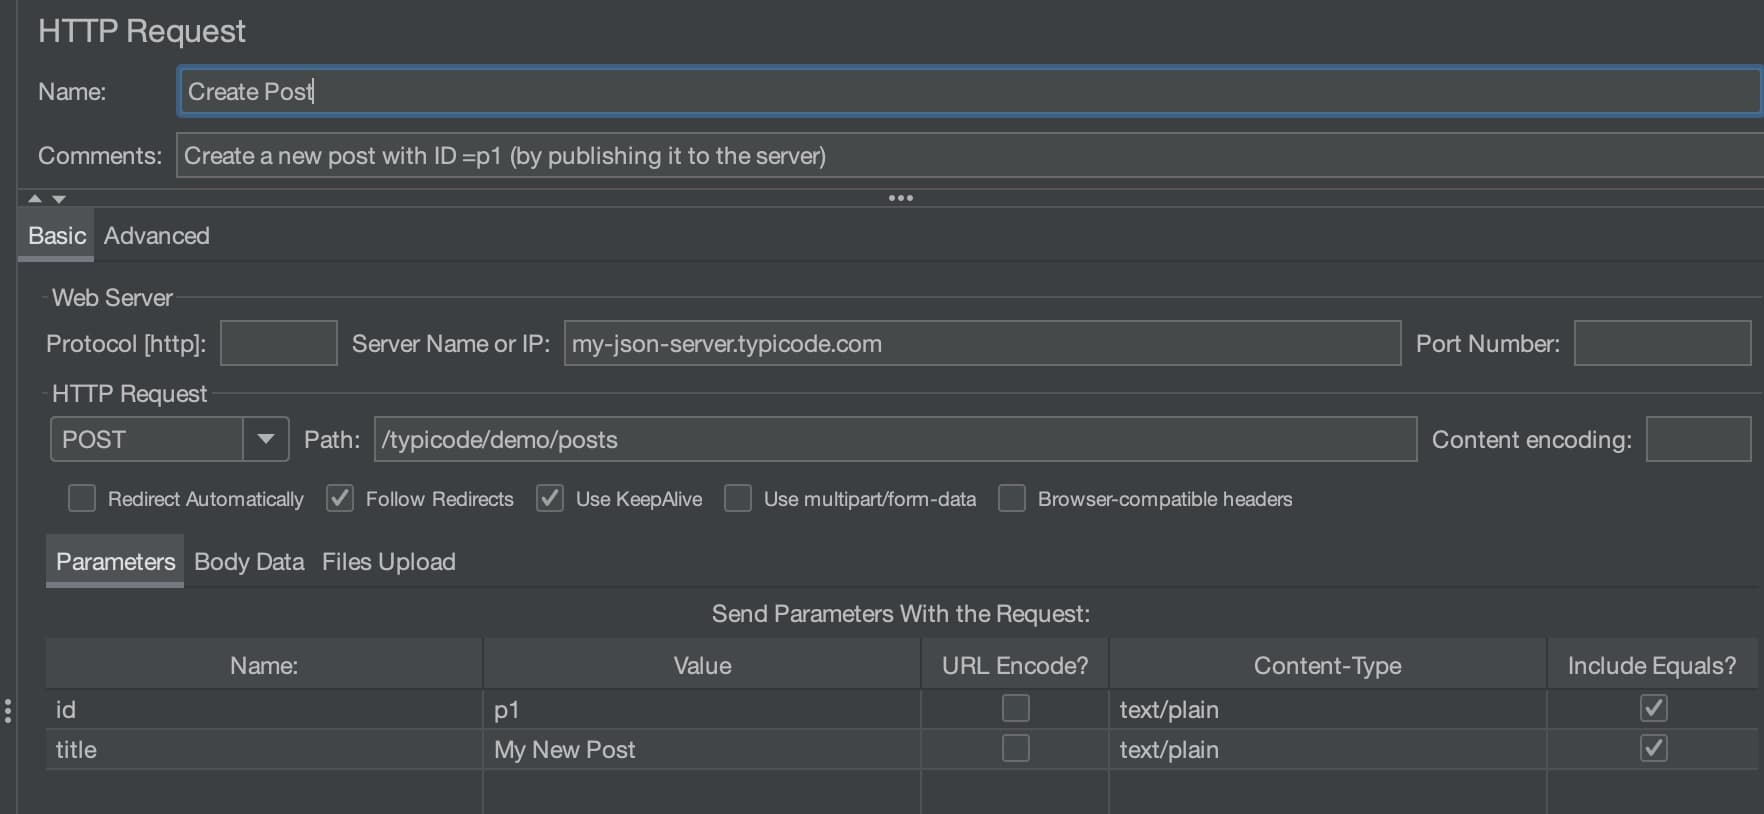 HTTP Request
Name: Create Post
Comments: Create a new post with ID =p1 (by publishing it to the server)
Basic Advanced
Web Server
Protocol [http]: Server Name or IP: my-json-server.typicode.com Port Number:
HTTP Request
POST Path: /typicode/demo/posts Content encoding:
Redirect Automatically Follow Redirects Use KeepAlive Use multipart/form-data Browser-compatible headers
Parameters Body Data Files Upload
Send Parameters With the Request:
Name: Value URL Encode? Content-Type Include Equals?
id p1 text/plain
title My New Post text/plain